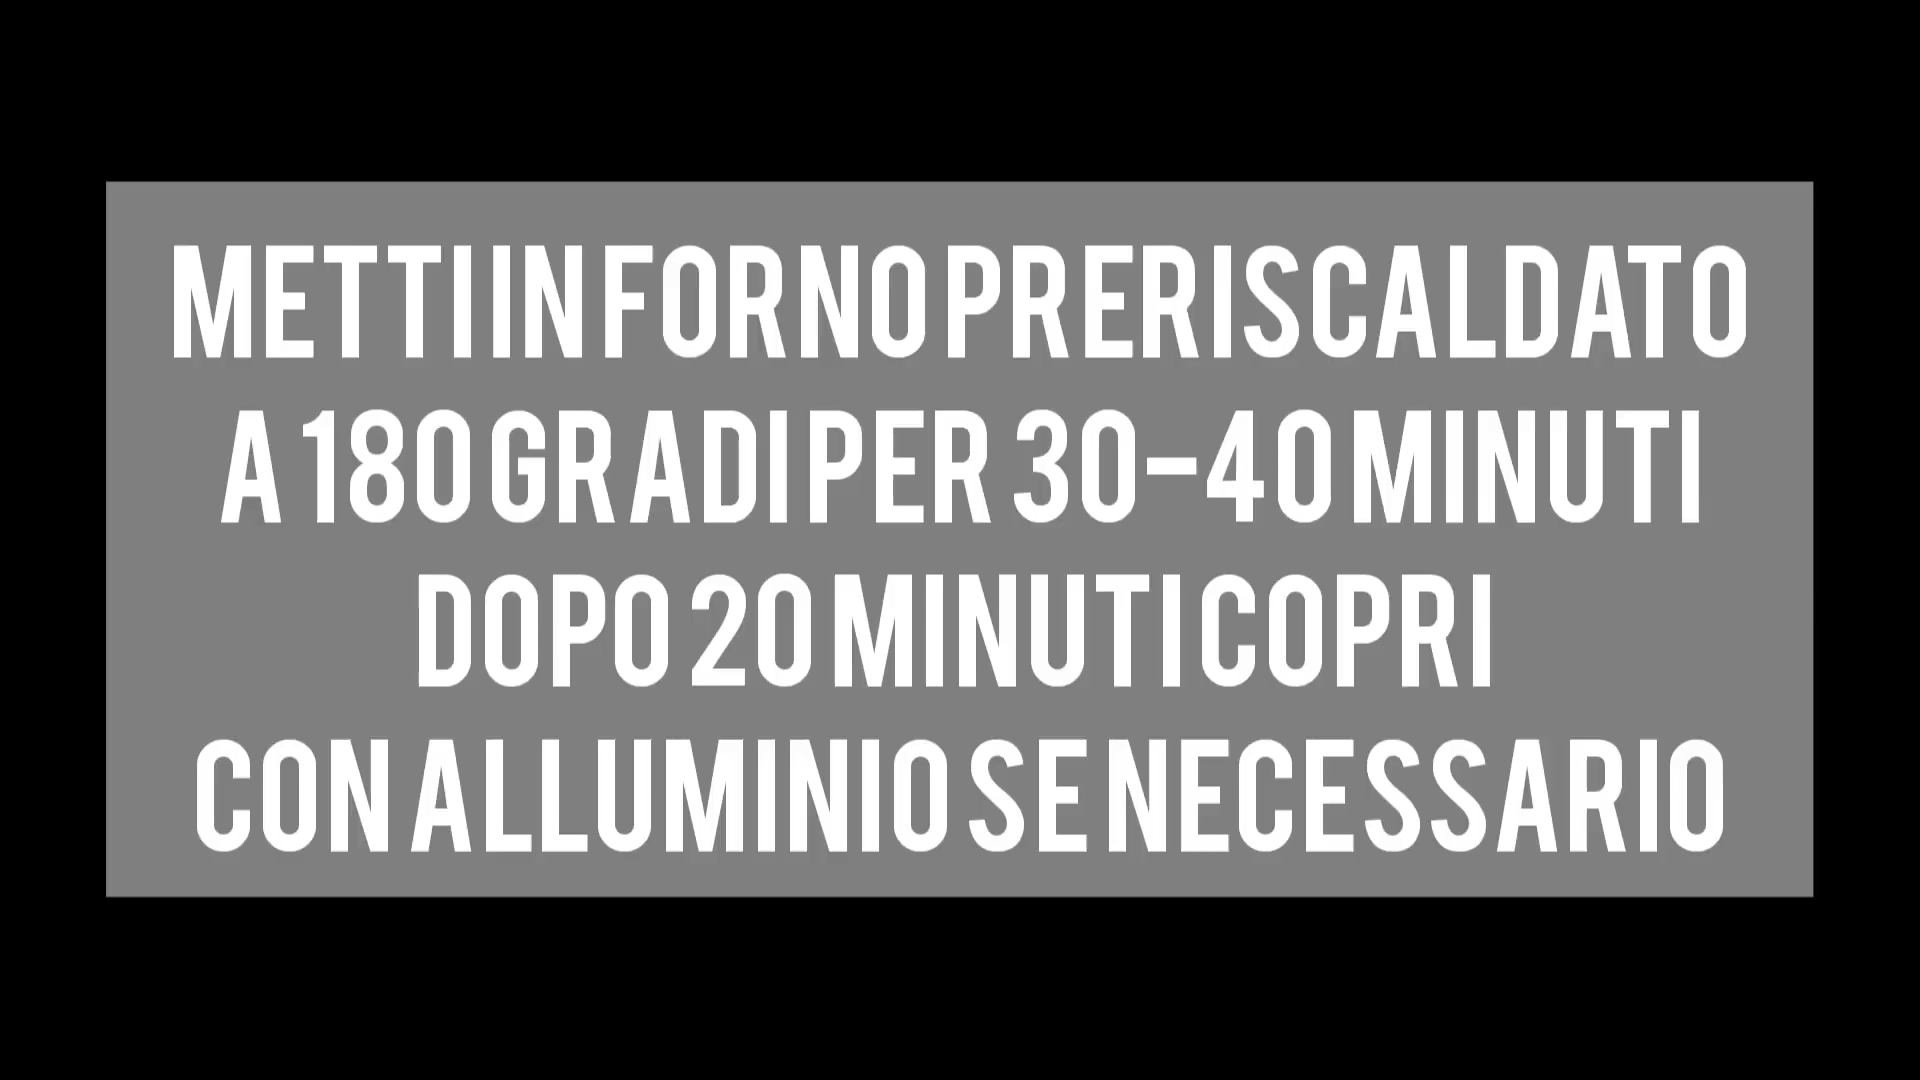 METTI IN FORNO PRERISCALDATO
A 180 GRADI PER 30-40 MINUTI
DOPO 20 MINUTI COPRI
CON ALLUMINIO SE NECESSARIO